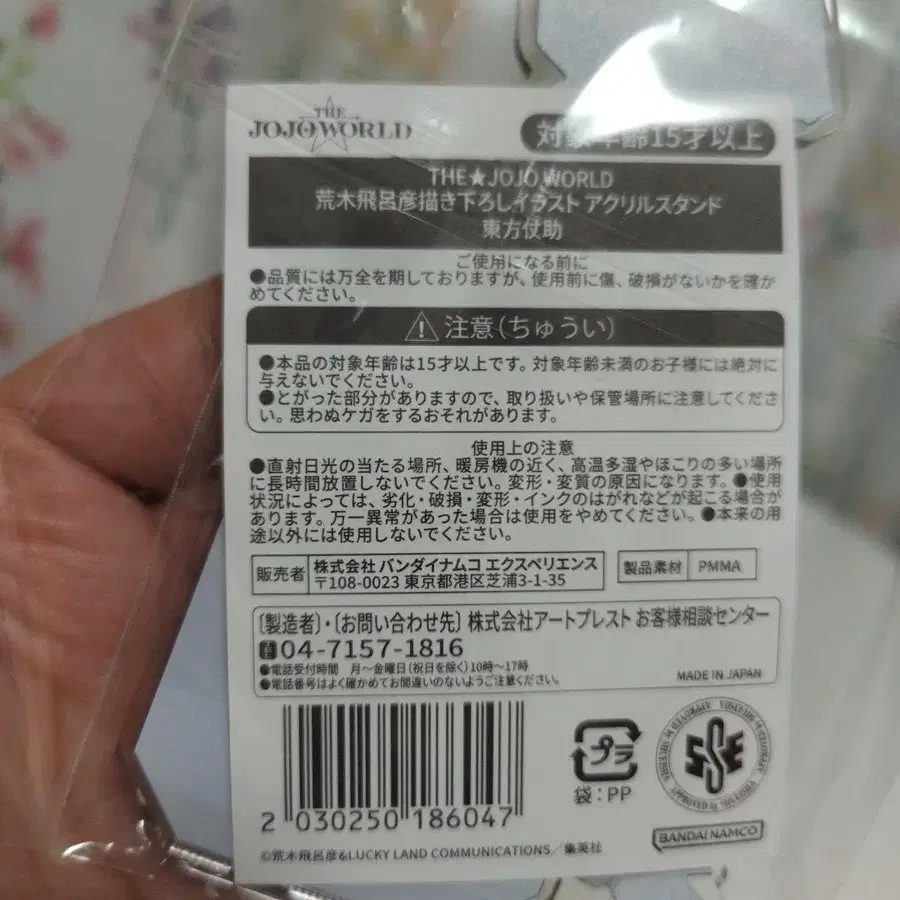 THE
JOJO WORLD
対象年齢15才以上
THE★JOJO WORLD
荒木飛呂彦描き下ろしイラスト アクリルスタンド
東方仗助
ご使用になる前に
●品質には万全を期しておりますが、使用前に傷、破損がないかを確か
めてください。
注意(ちゅうい)
●本品の対象年齢は15才以上です。対象年齢未満のお子様には絶対に
与えないでください。
●とがった部分がありますので、取り扱いや保管場所に注意してくださ
い。思わぬケガをするおそれがあります。
使用上の注意
●直射日光の当たる場所、暖房機の近く、高温多湿やほこりの多い場所
に長時間放置しないでください。変形・変質の原因になります。●使用
状況によっては、劣化・破損・変形・インクのはがれなどが起こる場合が
あります。万一異常があった場合は使用をやめてください。●本来の用
途以外には使用しないでください。
販売者 株式会社 バンダイナムコ エクスペリエンス
〒108-0023 東京都港区芝浦3-1-35
製品素材 PMMA
〔製造者〕・〔お問い合わせ先〕株式会社アートプレスト お客様相談センター
04-7157-1816
●電話受付時間 月〜金曜日(祝日を除く)10時〜17時
●電話番号はよく確かめてお間違いのないようご注意ください。
MADE IN JAPAN
2 030250 186047
プラ
袋:PP
APPROVED by SHUEISHA
BANDAI NAMCO
©荒木飛呂彦&LUCKY LAND COMMUNICATIONS/集英社